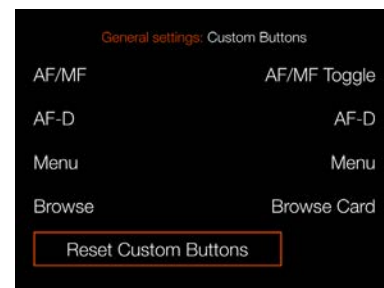 General settings: Custom Buttons
AF/MF AF/MF Toggle
AF-D AF-D
Menu Menu
Browse Browse Card
Reset Custom Buttons